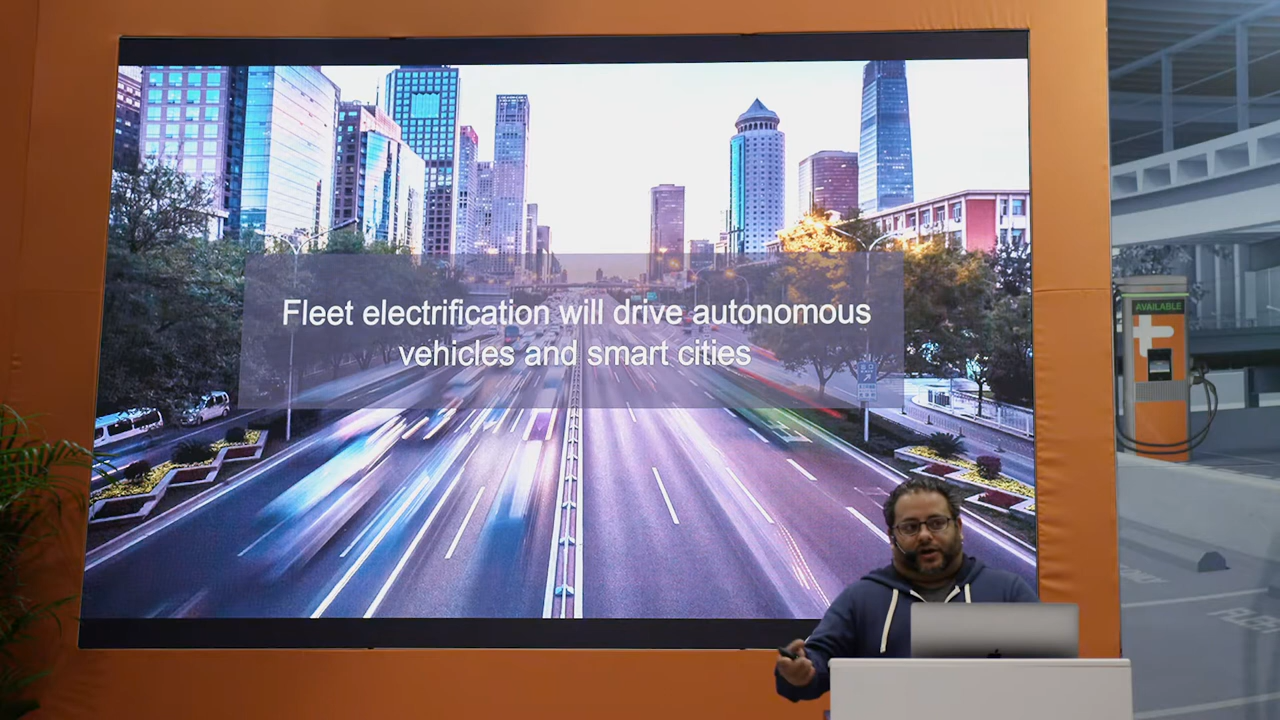 Fleet electrification will drive autonomous
vehicles and smart cities
AVAILABLE